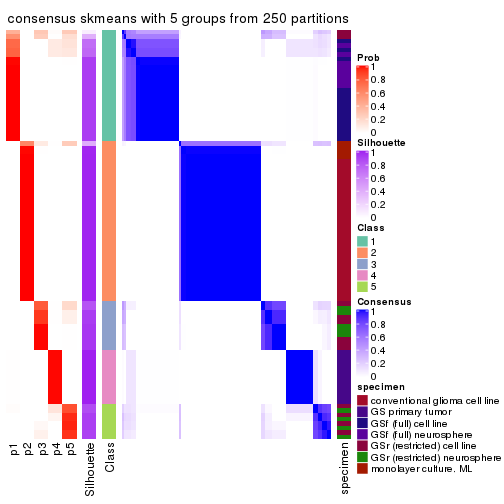 consensus skmeans with 5 groups from 250 partitions
Prob
1
0.8
0.6
0.4
0.2
0
Silhouette
1
0.8
0.6
0.4
0.2
0
Class
1
2
3
4
5
Consensus
1
0.8
0.6
0.4
0.2
0
specimen
conventional glioma cell line
GS primary tumor
GSf (full) cell line
GSf (full) neurosphere
GSr (restricted) cell line
GSr (restricted) neurosphere
monolayer culture. ML
p1
p2
p3
p4
p5
Silhouette
Class
specimen